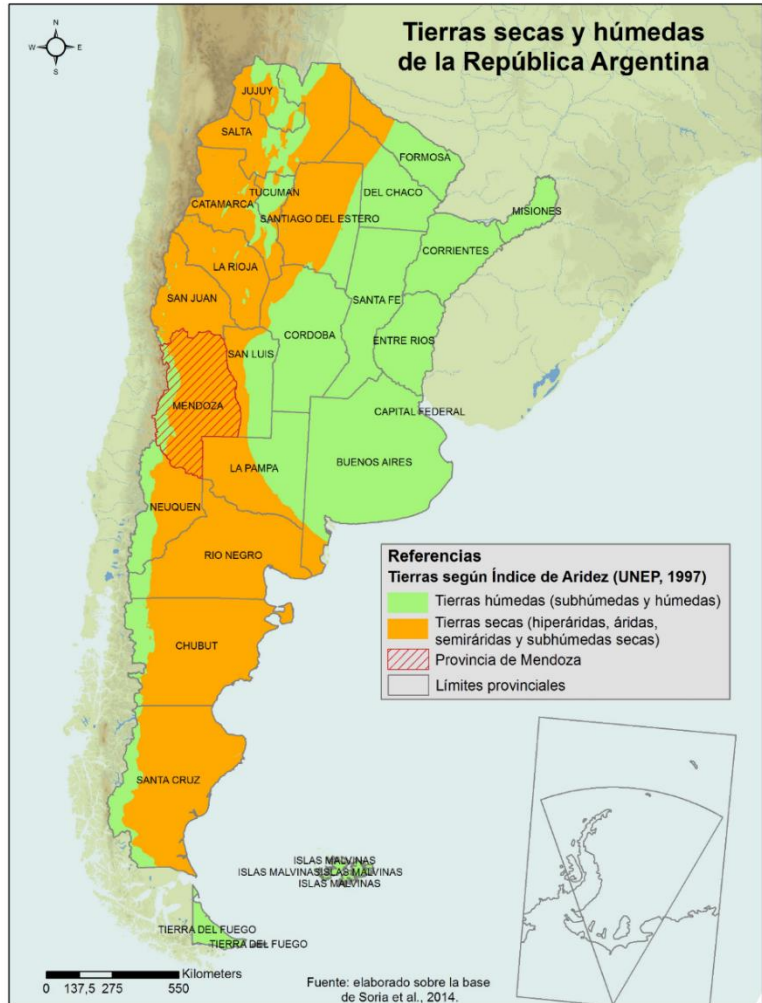 Tierras secas y húmedas
de la República Argentina
N
W
E
S
JUJUY
SALTA
FORMOSA
DEL CHACO
TUCUMAN
CATAMARCA
SANTIAGO DEL ESTERO
MISIONES
CORRIENTES
LA RIOJA
SAN JUAN
SANTA FE
CORDOBA
ENTRE RIOS
SAN LUIS
MENDOZA
CAPITAL FEDERAL
LA PAMPA
BUENOS AIRES
NEUQUEN
RIO NEGRO
CHUBUT
SANTA CRUZ
Referencias
Tierras según Índice de Aridez (UNEP, 1997)
Tierras húmedas (subhúmedas y húmedas)
Tierras secas (hiperáridas, áridas,
semiráridas y subhúmedas secas)
Provincia de Mendoza
Límites provinciales
ISLAS MALVINAS
ISLAS MALVINAS
ISLAS MALVINAS
ISLAS MALVINAS
TIERRA DEL FUEGO
TIERRA DEL FUEGO
Kilometers
0 137,5 275 550
Fuente: elaborado sobre la base
de Soria et al., 2014.